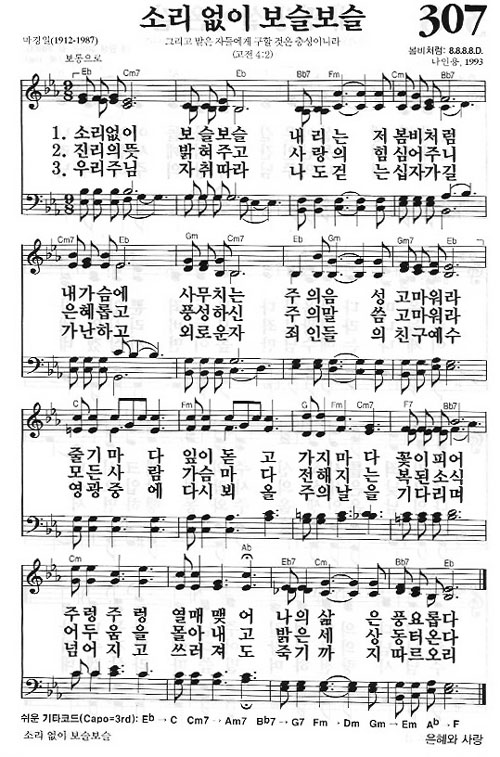 소리 없이 보슬보슬
307
마경일(1912-1987)
그리고 맡은 자들에게 구할 것은 충성이니라
(고전 4:2)
봄비처럼: 8.8.8.8.D.
나인용, 1993
보통으로
Eb Cm7 Eb Bb7 Fm Cm Bb7
1. 소리없이 보슬보슬 내리는 저봄비처럼
2. 진리의뜻 밝혀주고 사랑의 힘심어주니
3. 우리주님 자취따라 나도걷 는십자가길
Cm7 Eb Gm Eb Gm Gm7 Eb
내가슴에 사무치는 주의음 성고마워라
은혜롭고 풍성하신 주의말 씀고마워라
가난하고 외로운자 죄인들 의친구예수
Cm Fm Cm Cm7 Gm F7 Bb7
줄기마다 잎이돋고 가지마다 꽃이피어
모든사람 가슴마다 전해지는 복된소식
영광중에 다시뵈올 주의날을 기다리며
Cm Ab Eb7 Cm Bb7 Eb
주렁주렁 열매맺어 나의삶 은풍요롭다
어두움을 몰아내고 밝은세 상동터온다
넘어지고 쓰러져도 죽은기까 지따르오리
쉬운 기타코드(Capo=3rd): Eb→C Cm7→Am7 Bb7→G7 Fm→Dm Gm→Em Ab→F
소리 없이 보슬보슬
은혜와 사랑